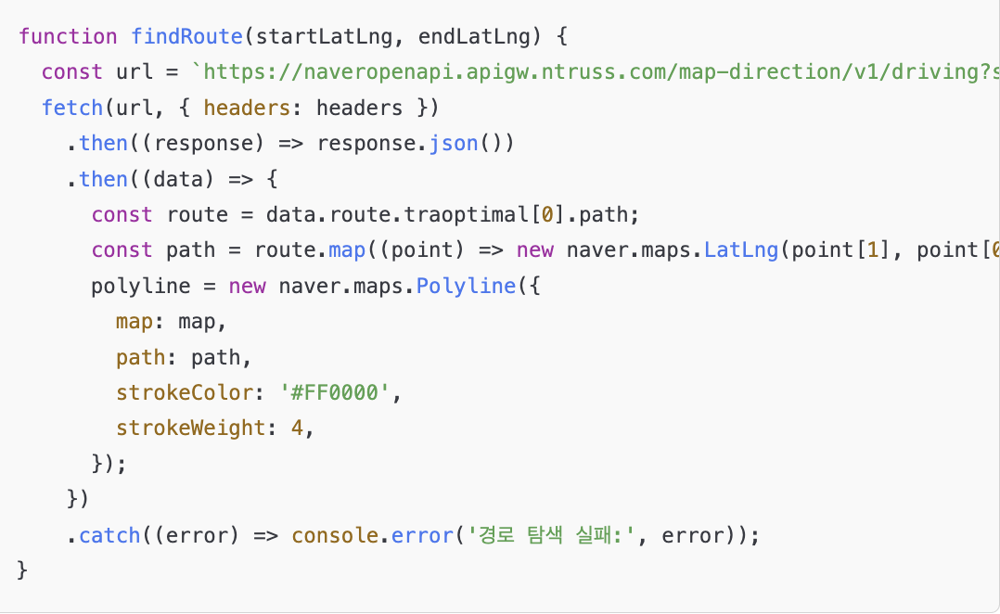 function findRoute(startLatLng, endLatLng) {
  const url = `https://naveropenapi.apigw.ntruss.com/map-direction/v1/driving?s
  fetch(url, { headers: headers })
    .then((response) => response.json())
    .then((data) => {
      const route = data.route.traoptimal[0].path;
      const path = route.map((point) => new naver.maps.LatLng(point[1], point[0
      polyline = new naver.maps.Polyline({
        map: map,
        path: path,
        strokeColor: '#FF0000',
        strokeWeight: 4,
      });
    })
    .catch((error) => console.error('경로 탐색 실패:', error));
}